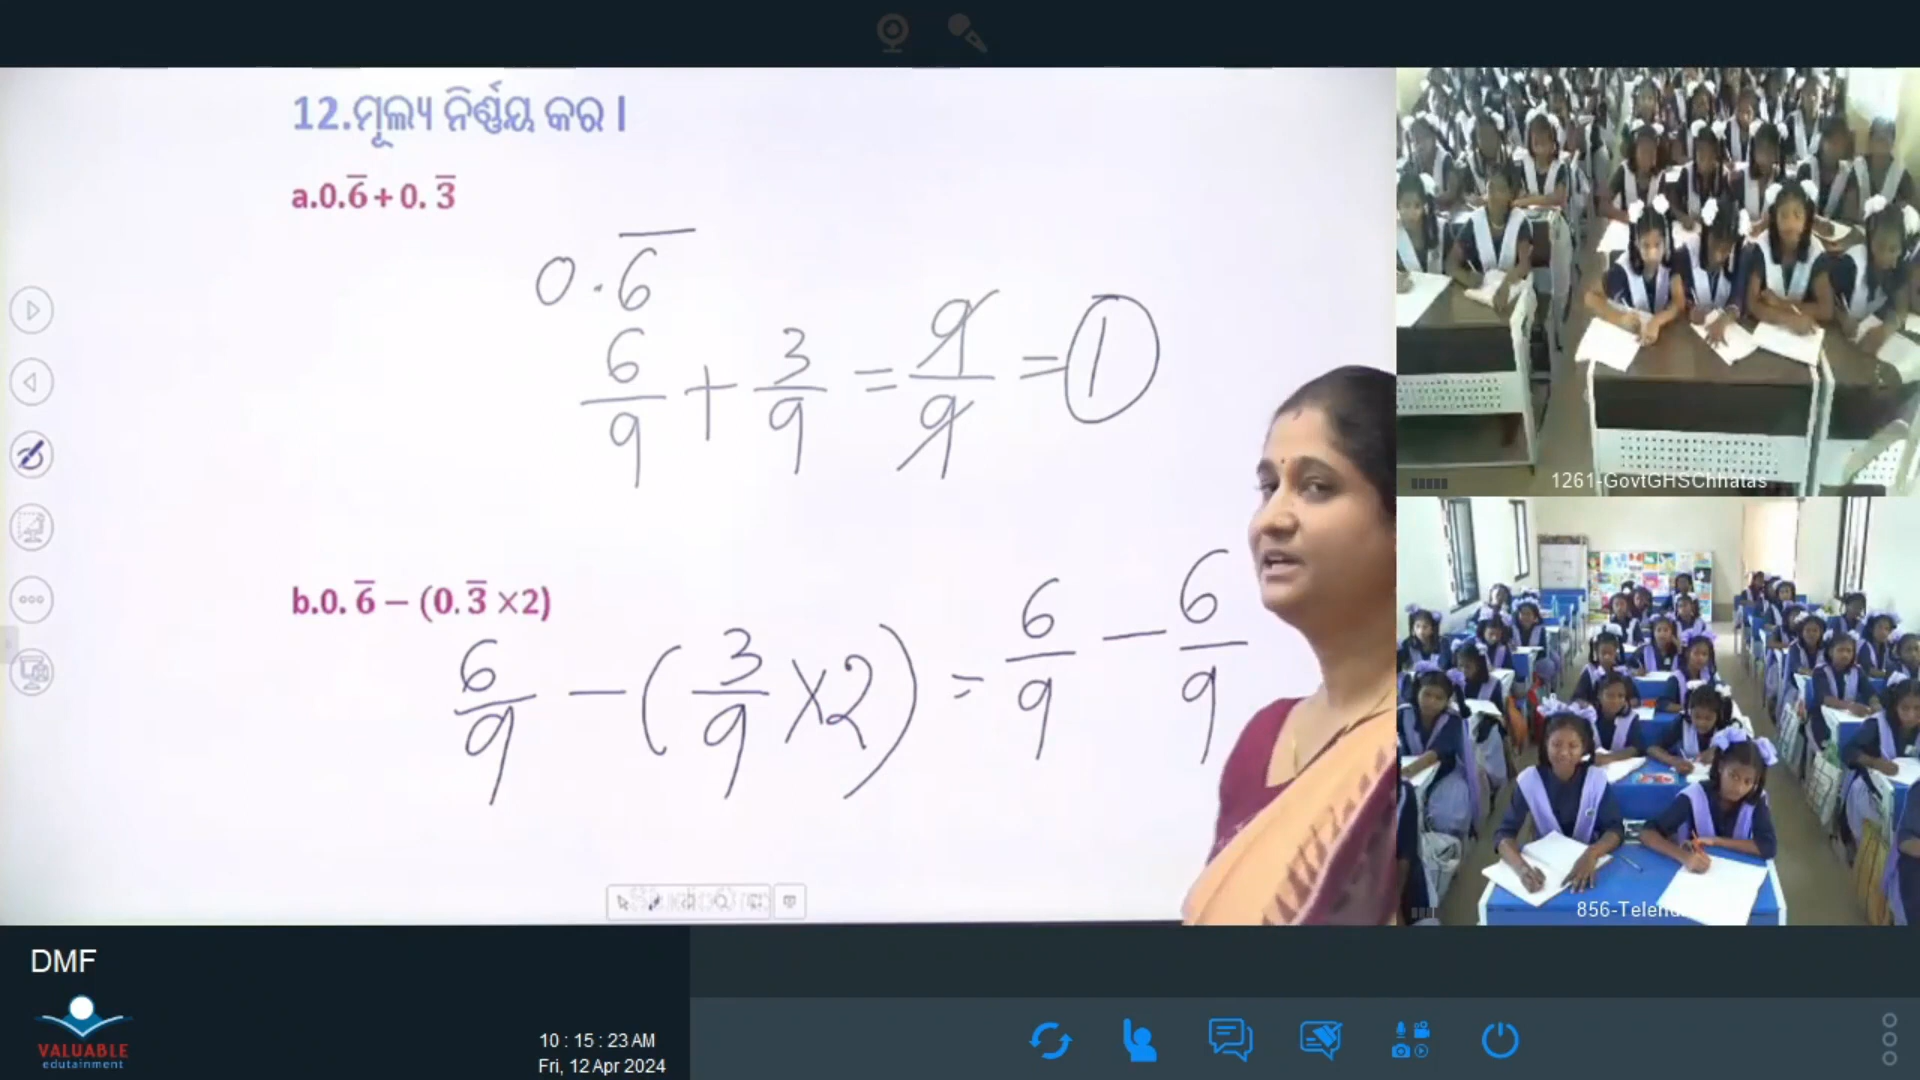 12.ମୂଲ୍ୟ ନିର୍ଣ୍ଣୟ କର ।
a.0.6̅ + 0. 3̅
0.6̅
6/9 + 3/9 = 9/9 = 1
b.0. 6̅ − (0. 3̅ ×2)
6/9 − (3/9 ×2) = 6/9 − 6/9
1261-GovtGHSChhatas
DMF
VALUABLE
edutainment
10 : 15 : 23 AM
Fri, 12 Apr 2024